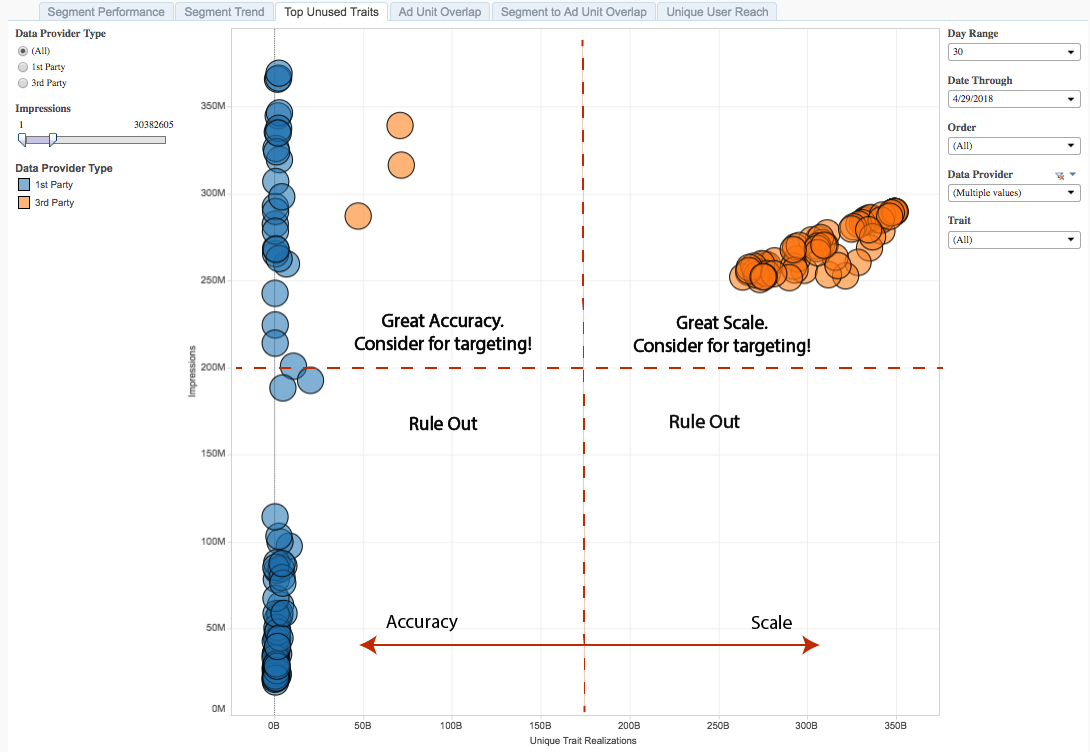 Segment Performance
Segment Trend
Top Unused Traits
Ad Unit Overlap
Segment to Ad Unit Overlap
Unique User Reach
Data Provider Type
(All)
1st Party
3rd Party
Impressions
1
30382605
Data Provider Type
1st Party
3rd Party
Impressions
350M
300M
250M
200M
150M
100M
50M
0M
Great Accuracy.
Consider for targeting!
Great Scale.
Consider for targeting!
Rule Out
Rule Out
Accuracy
Scale
0B
50B
100B
150B
200B
250B
300B
350B
Unique Trait Realizations
Day Range
30
Date Through
4/29/2018
Order
(All)
Data Provider
(Multiple values)
Trait
(All)